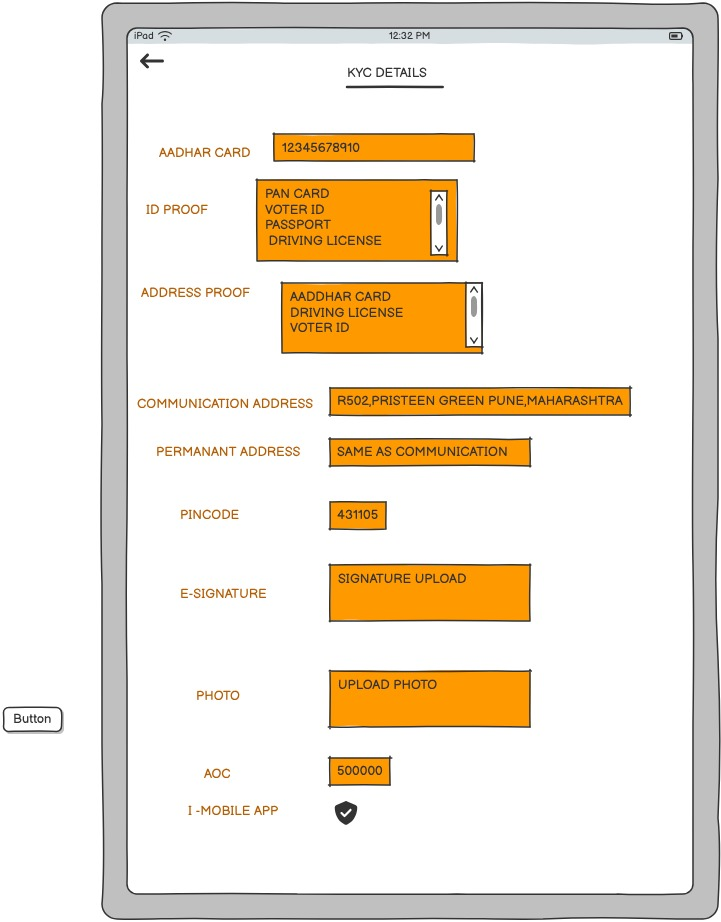 iPad
12:32 PM
KYC DETAILS
AADHAR CARD
12345678910
ID PROOF
PAN CARD
VOTER ID
PASSPORT
DRIVING LICENSE
ADDRESS PROOF
AADDHAR CARD
DRIVING LICENSE
VOTER ID
COMMUNICATION ADDRESS
R502,PRISTEEN GREEN PUNE,MAHARASHTRA
PERMANANT ADDRESS
SAME AS COMMUNICATION
PINCODE
431105
E-SIGNATURE
SIGNATURE UPLOAD
PHOTO
UPLOAD PHOTO
Button
AOC
500000
I -MOBILE APP